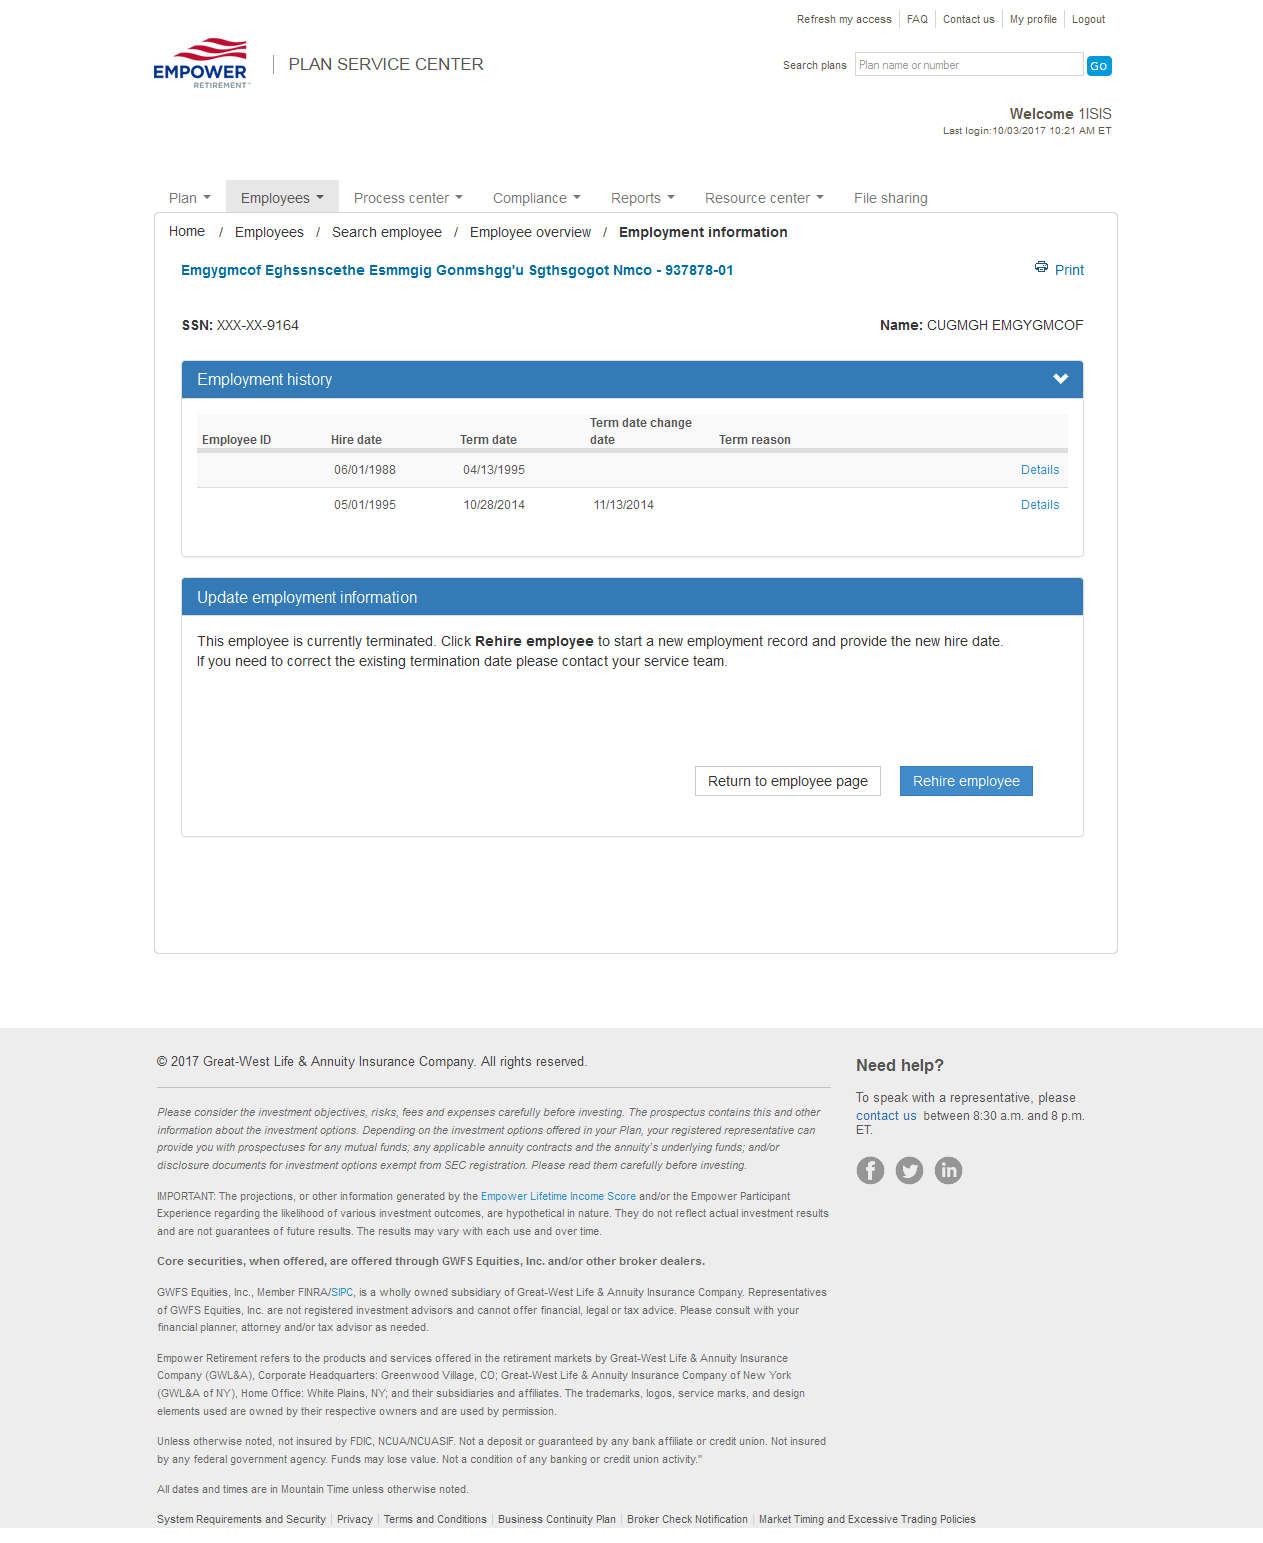 Refresh my access FAQ Contact us My profile Logout
EMPOWER
RETIREMENT™
PLAN SERVICE CENTER
Search plans Plan name or number Go
Welcome 1ISIS
Last login:10/03/2017 10:21 AM ET
Plan Employees Process center Compliance Reports Resource center File sharing
Home / Employees / Search employee / Employee overview / Employment information
Emgygmcof Eghssnscethe Esmmgig Gonmshgg'u Sgthsgogot Nmco - 937878-01
Print
SSN: XXX-XX-9164
Name: CUGMGH EMGYGMCOF
Employment history
Employee ID Hire date Term date Term date change date Term reason
06/01/1988 04/13/1995 Details
05/01/1995 10/28/2014 11/13/2014 Details
Update employment information
This employee is currently terminated. Click Rehire employee to start a new employment record and provide the new hire date.
If you need to correct the existing termination date please contact your service team.
Return to employee page Rehire employee
© 2017 Great-West Life & Annuity Insurance Company. All rights reserved.
Please consider the investment objectives, risks, fees and expenses carefully before investing. The prospectus contains this and other
information about the investment options. Depending on the investment options offered in your Plan, your registered representative can
provide you with prospectuses for any mutual funds; any applicable annuity contracts and the annuity's underlying funds; and/or
disclosure documents for investment options exempt from SEC registration. Please read them carefully before investing.
IMPORTANT: The projections, or other information generated by the Empower Lifetime Income Score and/or the Empower Participant
Experience regarding the likelihood of various investment outcomes, are hypothetical in nature. They do not reflect actual investment results
and are not guarantees of future results. The results may vary with each use and over time.
Core securities, when offered, are offered through GWFS Equities, Inc. and/or other broker dealers.
GWFS Equities, Inc., Member FINRA/SIPC, is a wholly owned subsidiary of Great-West Life & Annuity Insurance Company. Representatives
of GWFS Equities, Inc. are not registered investment advisors and cannot offer financial, legal or tax advice. Please consult with your
financial planner, attorney and/or tax advisor as needed.
Empower Retirement refers to the products and services offered in the retirement markets by Great-West Life & Annuity Insurance
Company (GWL&A), Corporate Headquarters: Greenwood Village, CO; Great-West Life & Annuity Insurance Company of New York
(GWL&A of NY), Home Office: White Plains, NY; and their subsidiaries and affiliates. The trademarks, logos, service marks, and design
elements used are owned by their respective owners and are used by permission.
Unless otherwise noted, not insured by FDIC, NCUA/NCUASIF. Not a deposit or guaranteed by any bank affiliate or credit union. Not insured
by any federal government agency. Funds may lose value. Not a condition of any banking or credit union activity."
All dates and times are in Mountain Time unless otherwise noted.
System Requirements and Security Privacy Terms and Conditions Business Continuity Plan Broker Check Notification Market Timing and Excessive Trading Policies
Need help?
To speak with a representative, please
contact us between 8:30 a.m. and 8 p.m.
ET.